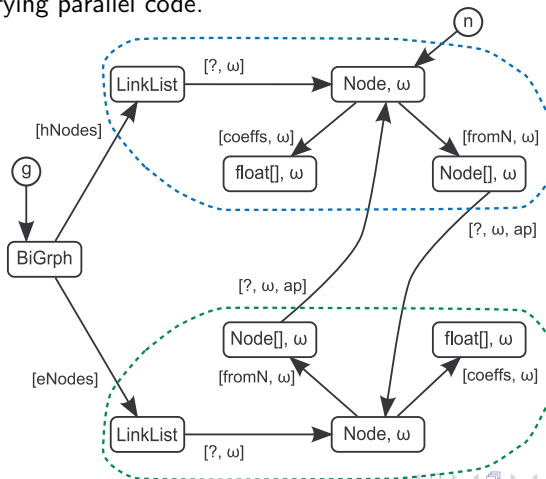 rying parallel code.
n
[?, ω]
LinkList
Node, ω
[hNodes]
[coeffs, ω]
[fromN, ω]
g
float[], ω
Node[], ω
[?, ω, ap]
BiGrph
[?, ω, ap]
Node[], ω
float[], ω
[eNodes]
[fromN, ω]
[coeffs, ω]
LinkList
Node, ω
[?, ω]